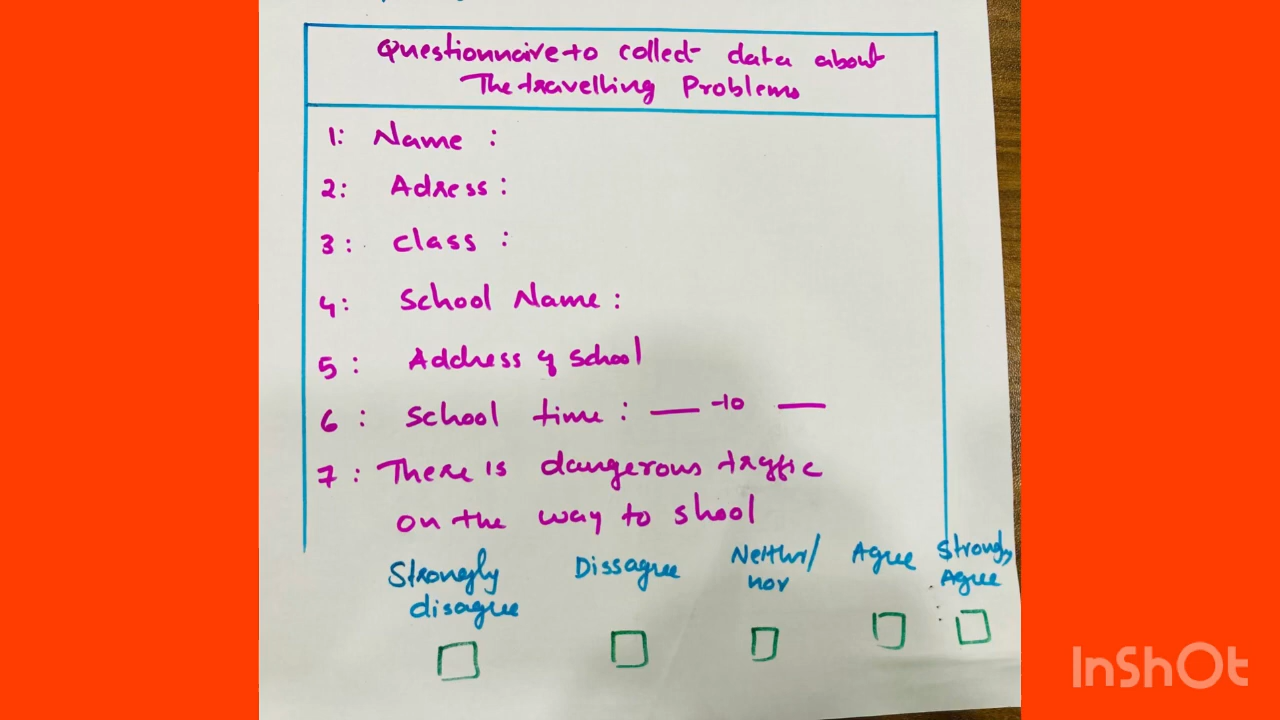 Questionnaire to collect data about
The travelling Problems
1: Name :
2: Adress :
3: class :
4: School Name :
5: Address of school
6: School time : — to —
7: There is dangerous traffic
on the way to shool
Strongly disagree
Dissagree
Neither/ nor
Agree
Strongly Agree
InShOt